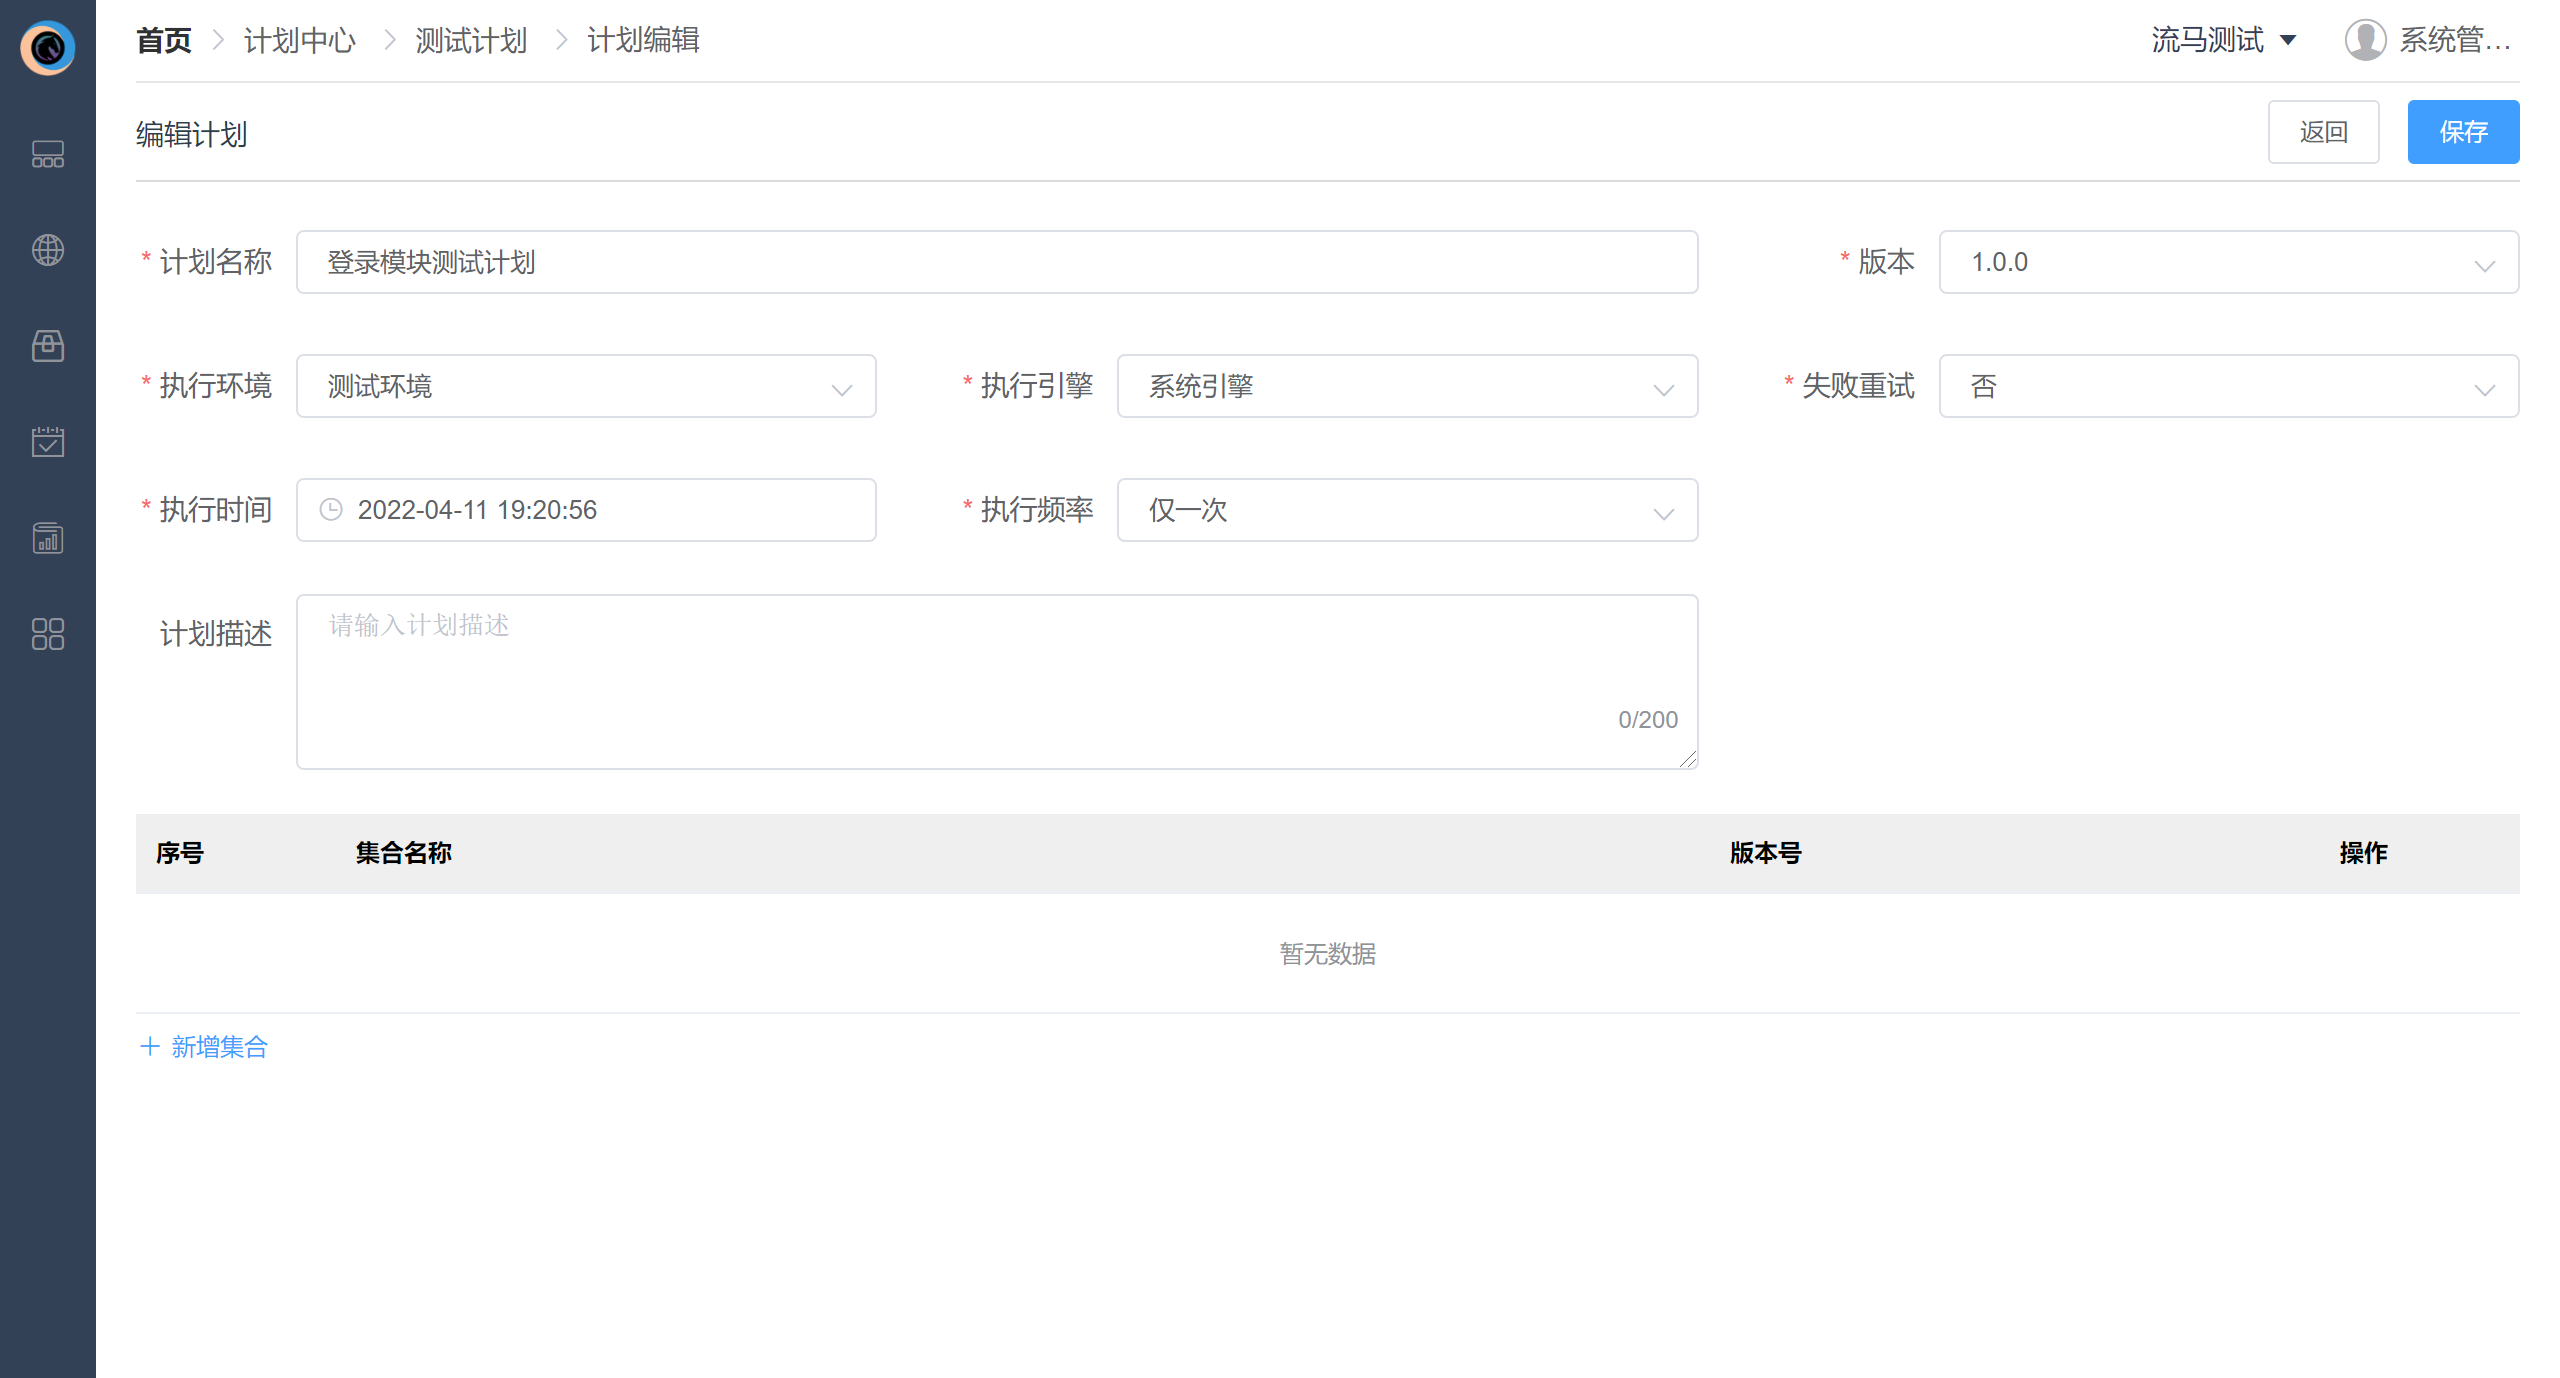 首页 > 计划中心 > 测试计划 > 计划编辑 流马测试 系统管...
编辑计划 返回 保存
* 计划名称 登录模块测试计划 * 版本 1.0.0
* 执行环境 测试环境 * 执行引擎 系统引擎 * 失败重试 否
* 执行时间 2022-04-11 19:20:56 * 执行频率 仅一次
计划描述 请输入计划描述
0/200
序号 集合名称 版本号 操作
暂无数据
+ 新增集合